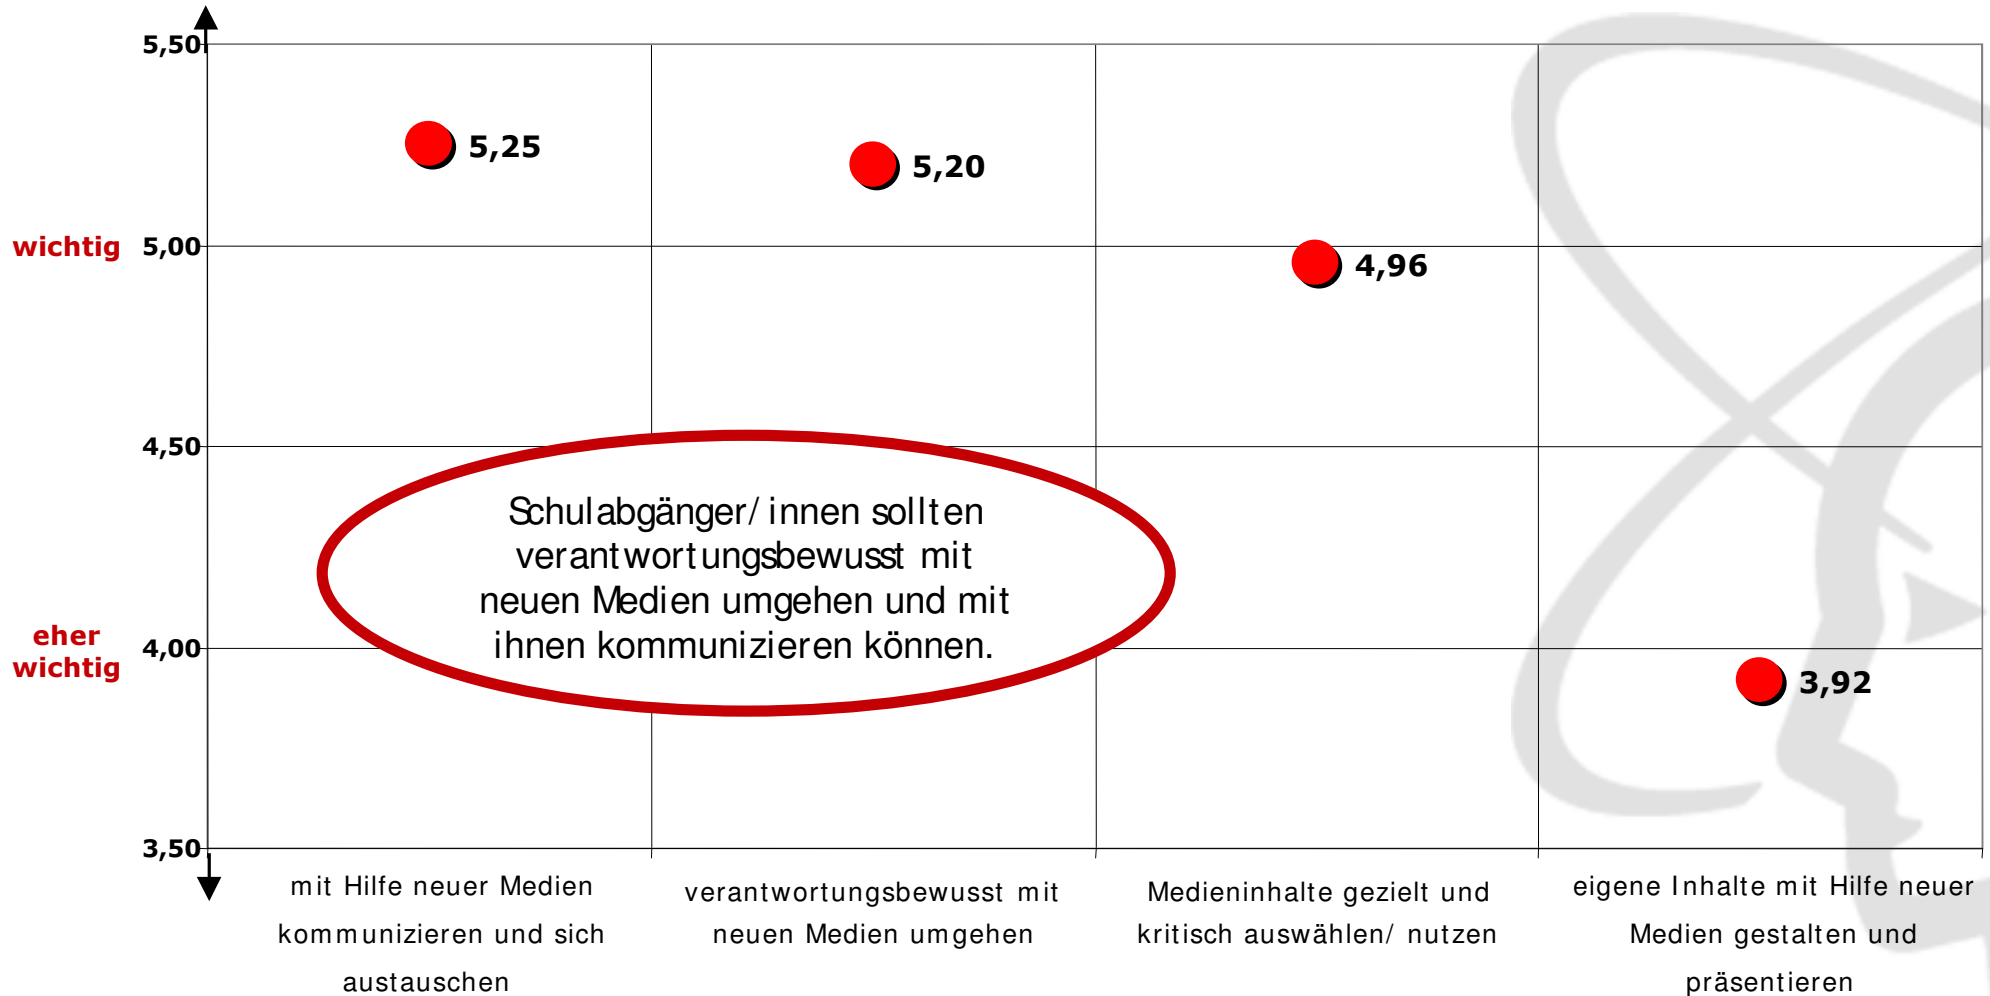 5,50
5,25
5,20
wichtig 5,00
4,96
4,50
Schulabgänger/innen sollten
verantwortungsbewusst mit
neuen Medien umgehen und mit
ihnen kommunizieren können.
eher
wichtig
4,00
3,92
3,50
mit Hilfe neuer Medien
kommunizieren und sich
austauschen
verantwortungsbewusst mit
neuen Medien umgehen
Medieninhalte gezielt und
kritisch auswählen/ nutzen
eigene Inhalte mit Hilfe neuer
Medien gestalten und
präsentieren